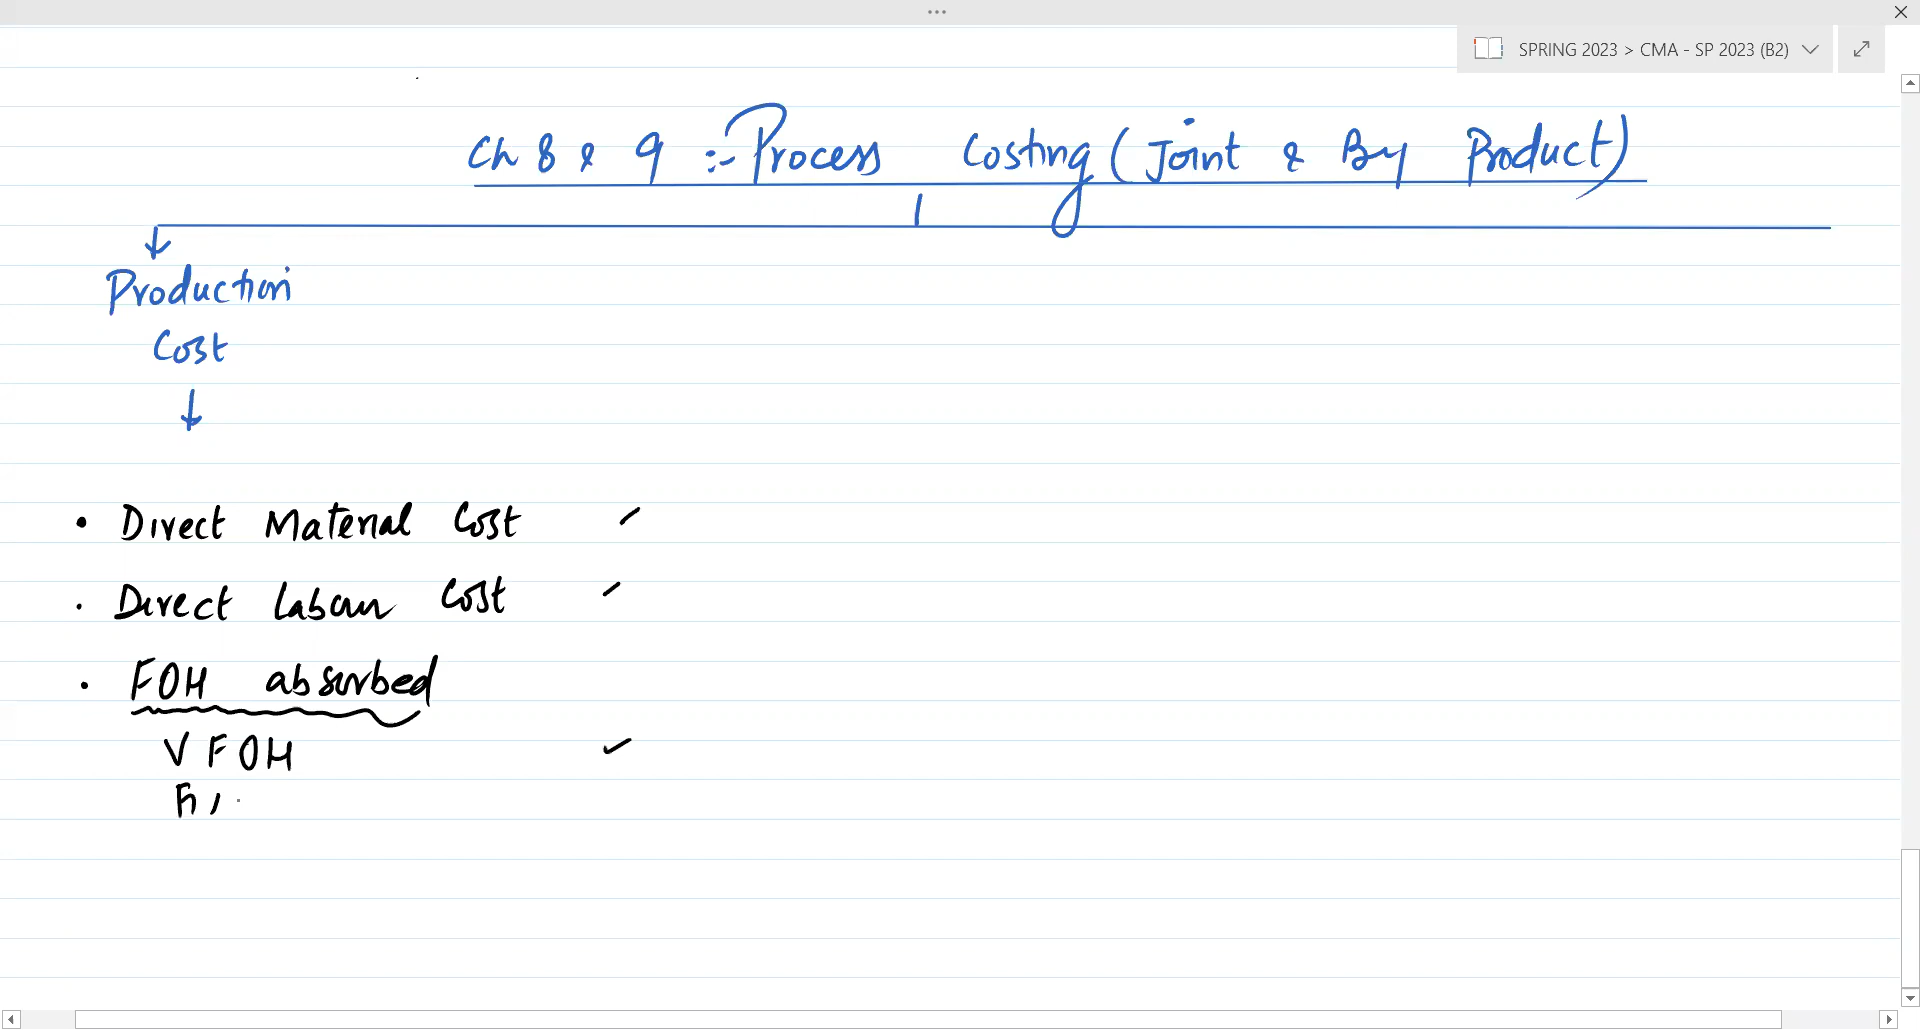 SPRING 2023 > CMA - SP 2023 (B2)
Ch 8 & 9 :- Process Costing (Joint & By Product)
Production
Cost
• Direct Material Cost
• Direct Labour Cost
• FOH absorbed
V FOH